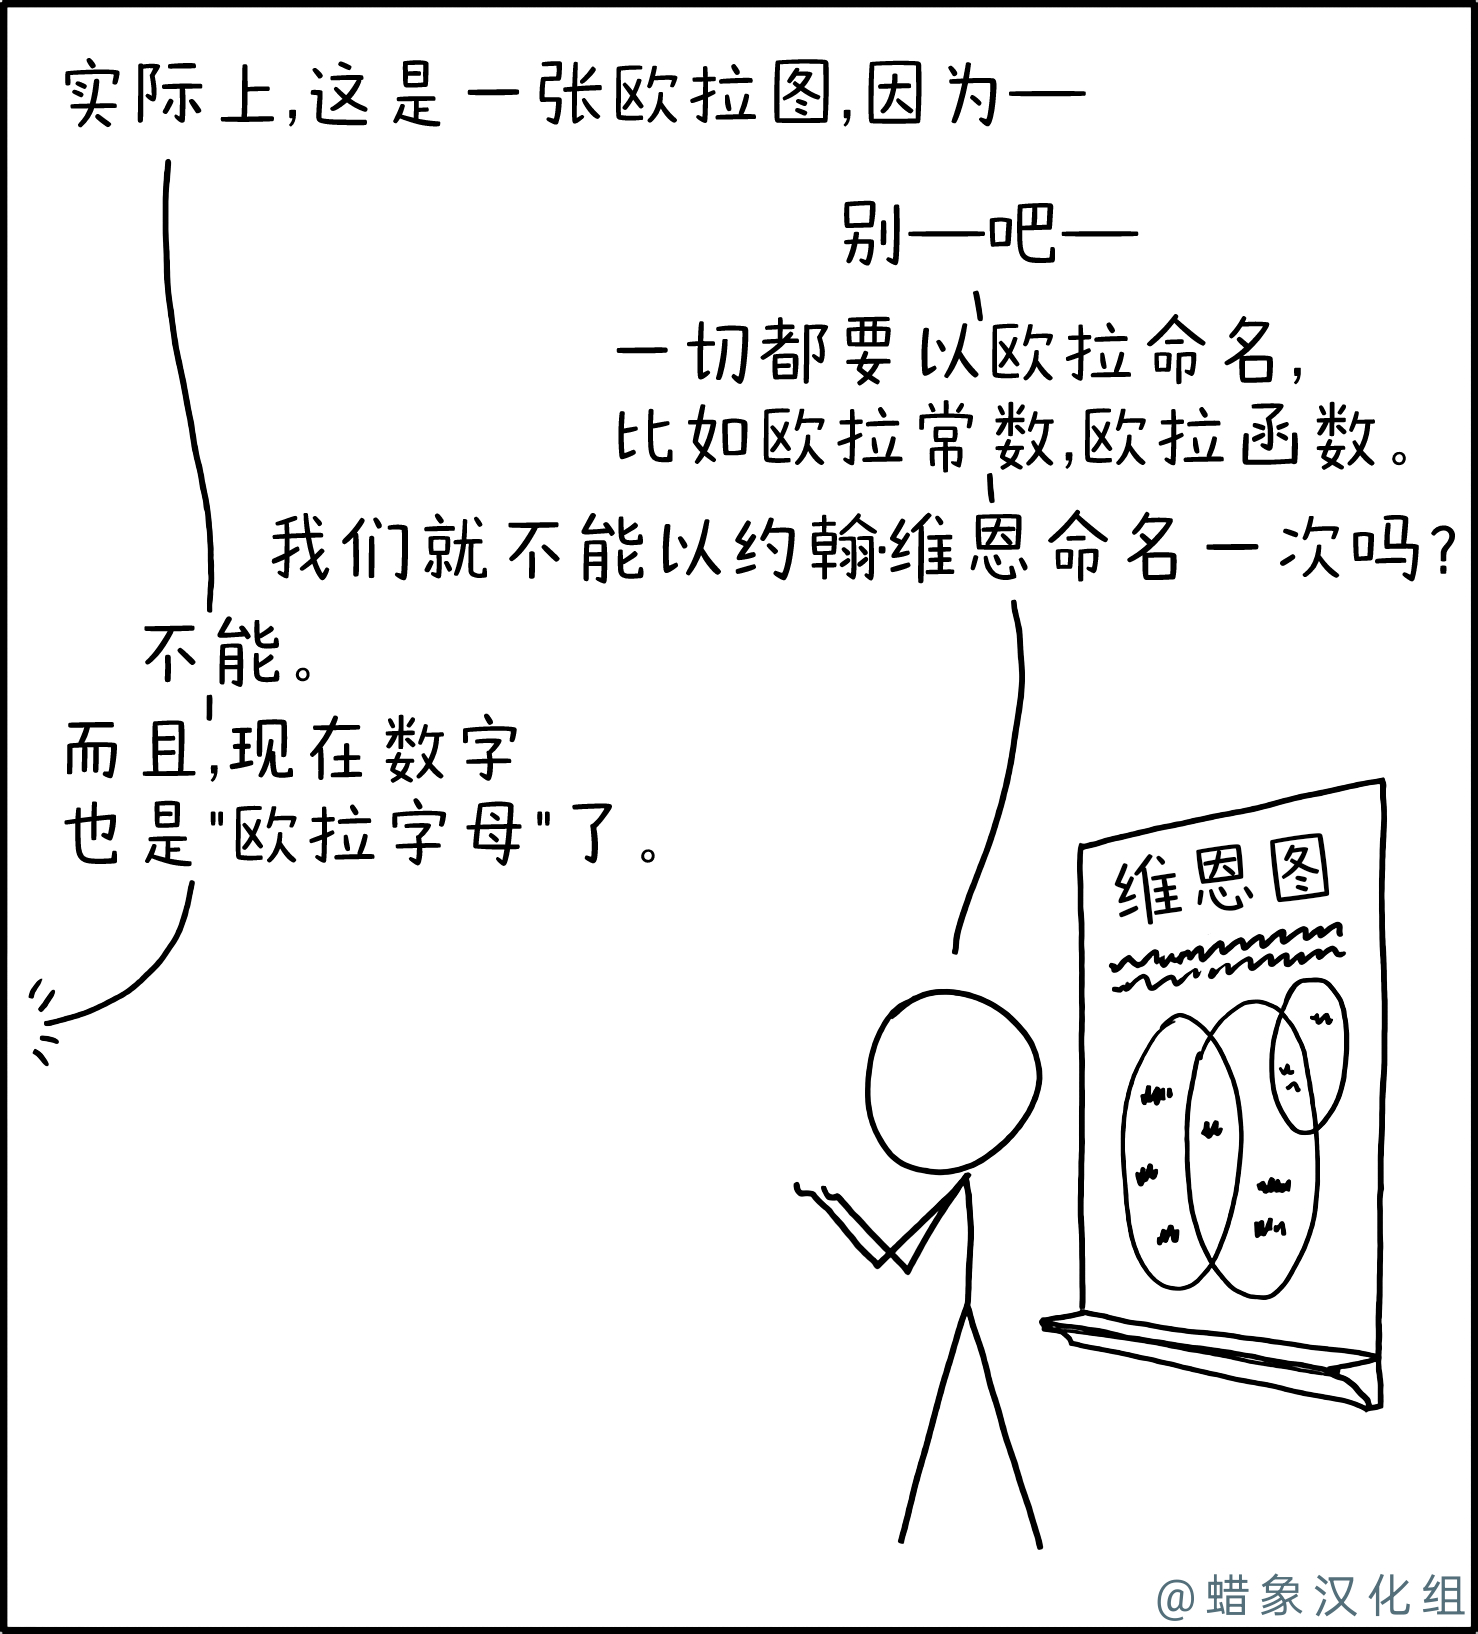 实际上,这是一张欧拉图,因为—
别—吧—
一切都要以欧拉命名,
比如欧拉常数,欧拉函数。
我们就不能以约翰·维恩命名一次吗?
不能。
而且,现在数字
也是"欧拉字母"了。
维恩图
@蜡象汉化组